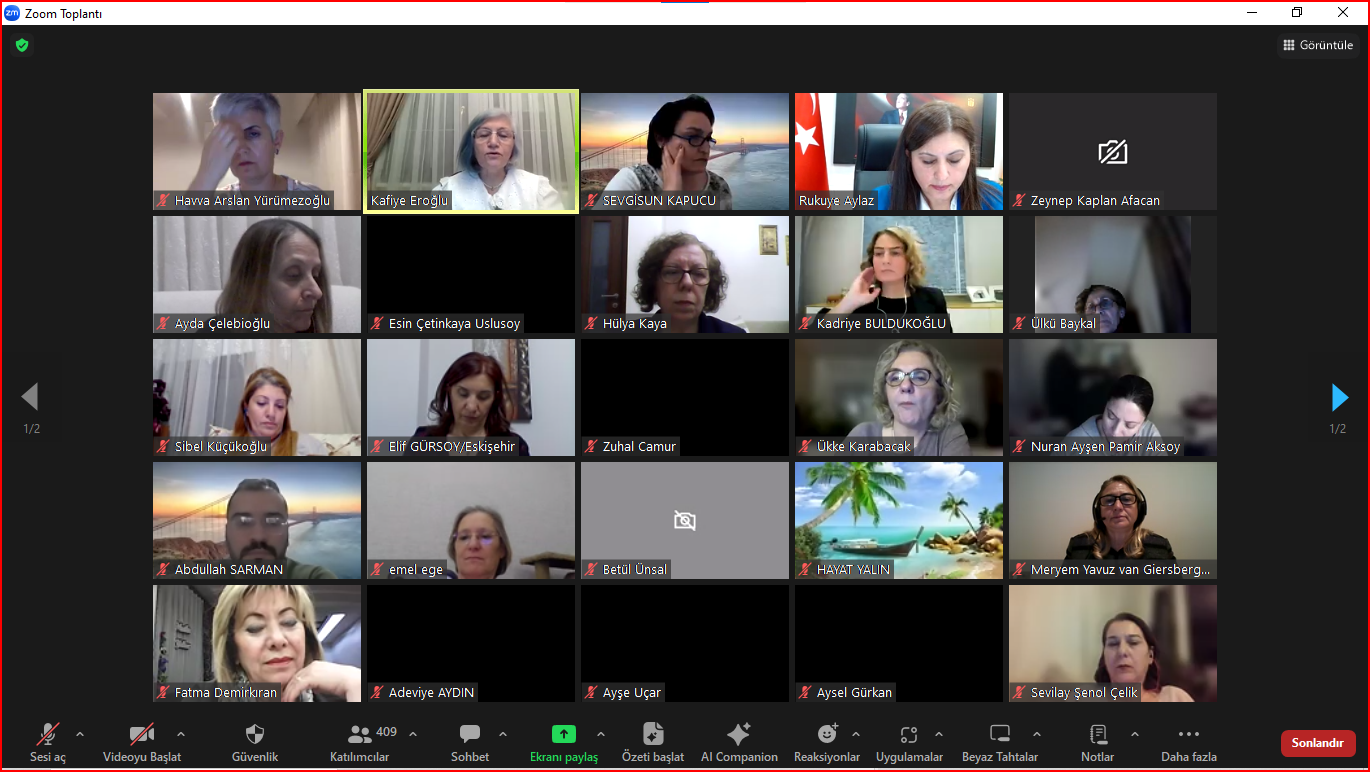 zm Zoom Toplantı
Görüntüle
Havva Arslan Yürümezoğlu
Kafiye Eroğlu
SEVGİSUN KAPUCU
Rukuye Aylaz
Zeynep Kaplan Afacan
Ayda Çelebioğlu
Esin Çetinkaya Uslusoy
Hülya Kaya
Kadriye BULDUKOĞLU
Ülkü Baykal
Sibel Küçükoğlu
Elif GÜRSOY/Eskişehir
Zuhal Camur
Ükke Karabacak
Nuran Ayşen Pamir Aksoy
1/2
1/2
Abdullah SARMAN
emel ege
Betül Ünsal
HAYAT YALIN
Meryem Yavuz van Giersberg...
Fatma Demirkıran
Adeviye AYDIN
Ayşe Uçar
Aysel Gürkan
Sevilay Şenol Çelik
409
Sesi aç
Videoyu Başlat
Güvenlik
Katılımcılar
Sohbet
Ekranı paylaş
Özeti başlat
AI Companion
Reaksiyonlar
Uygulamalar
Beyaz Tahtalar
Notlar
Daha fazla
Sonlandır